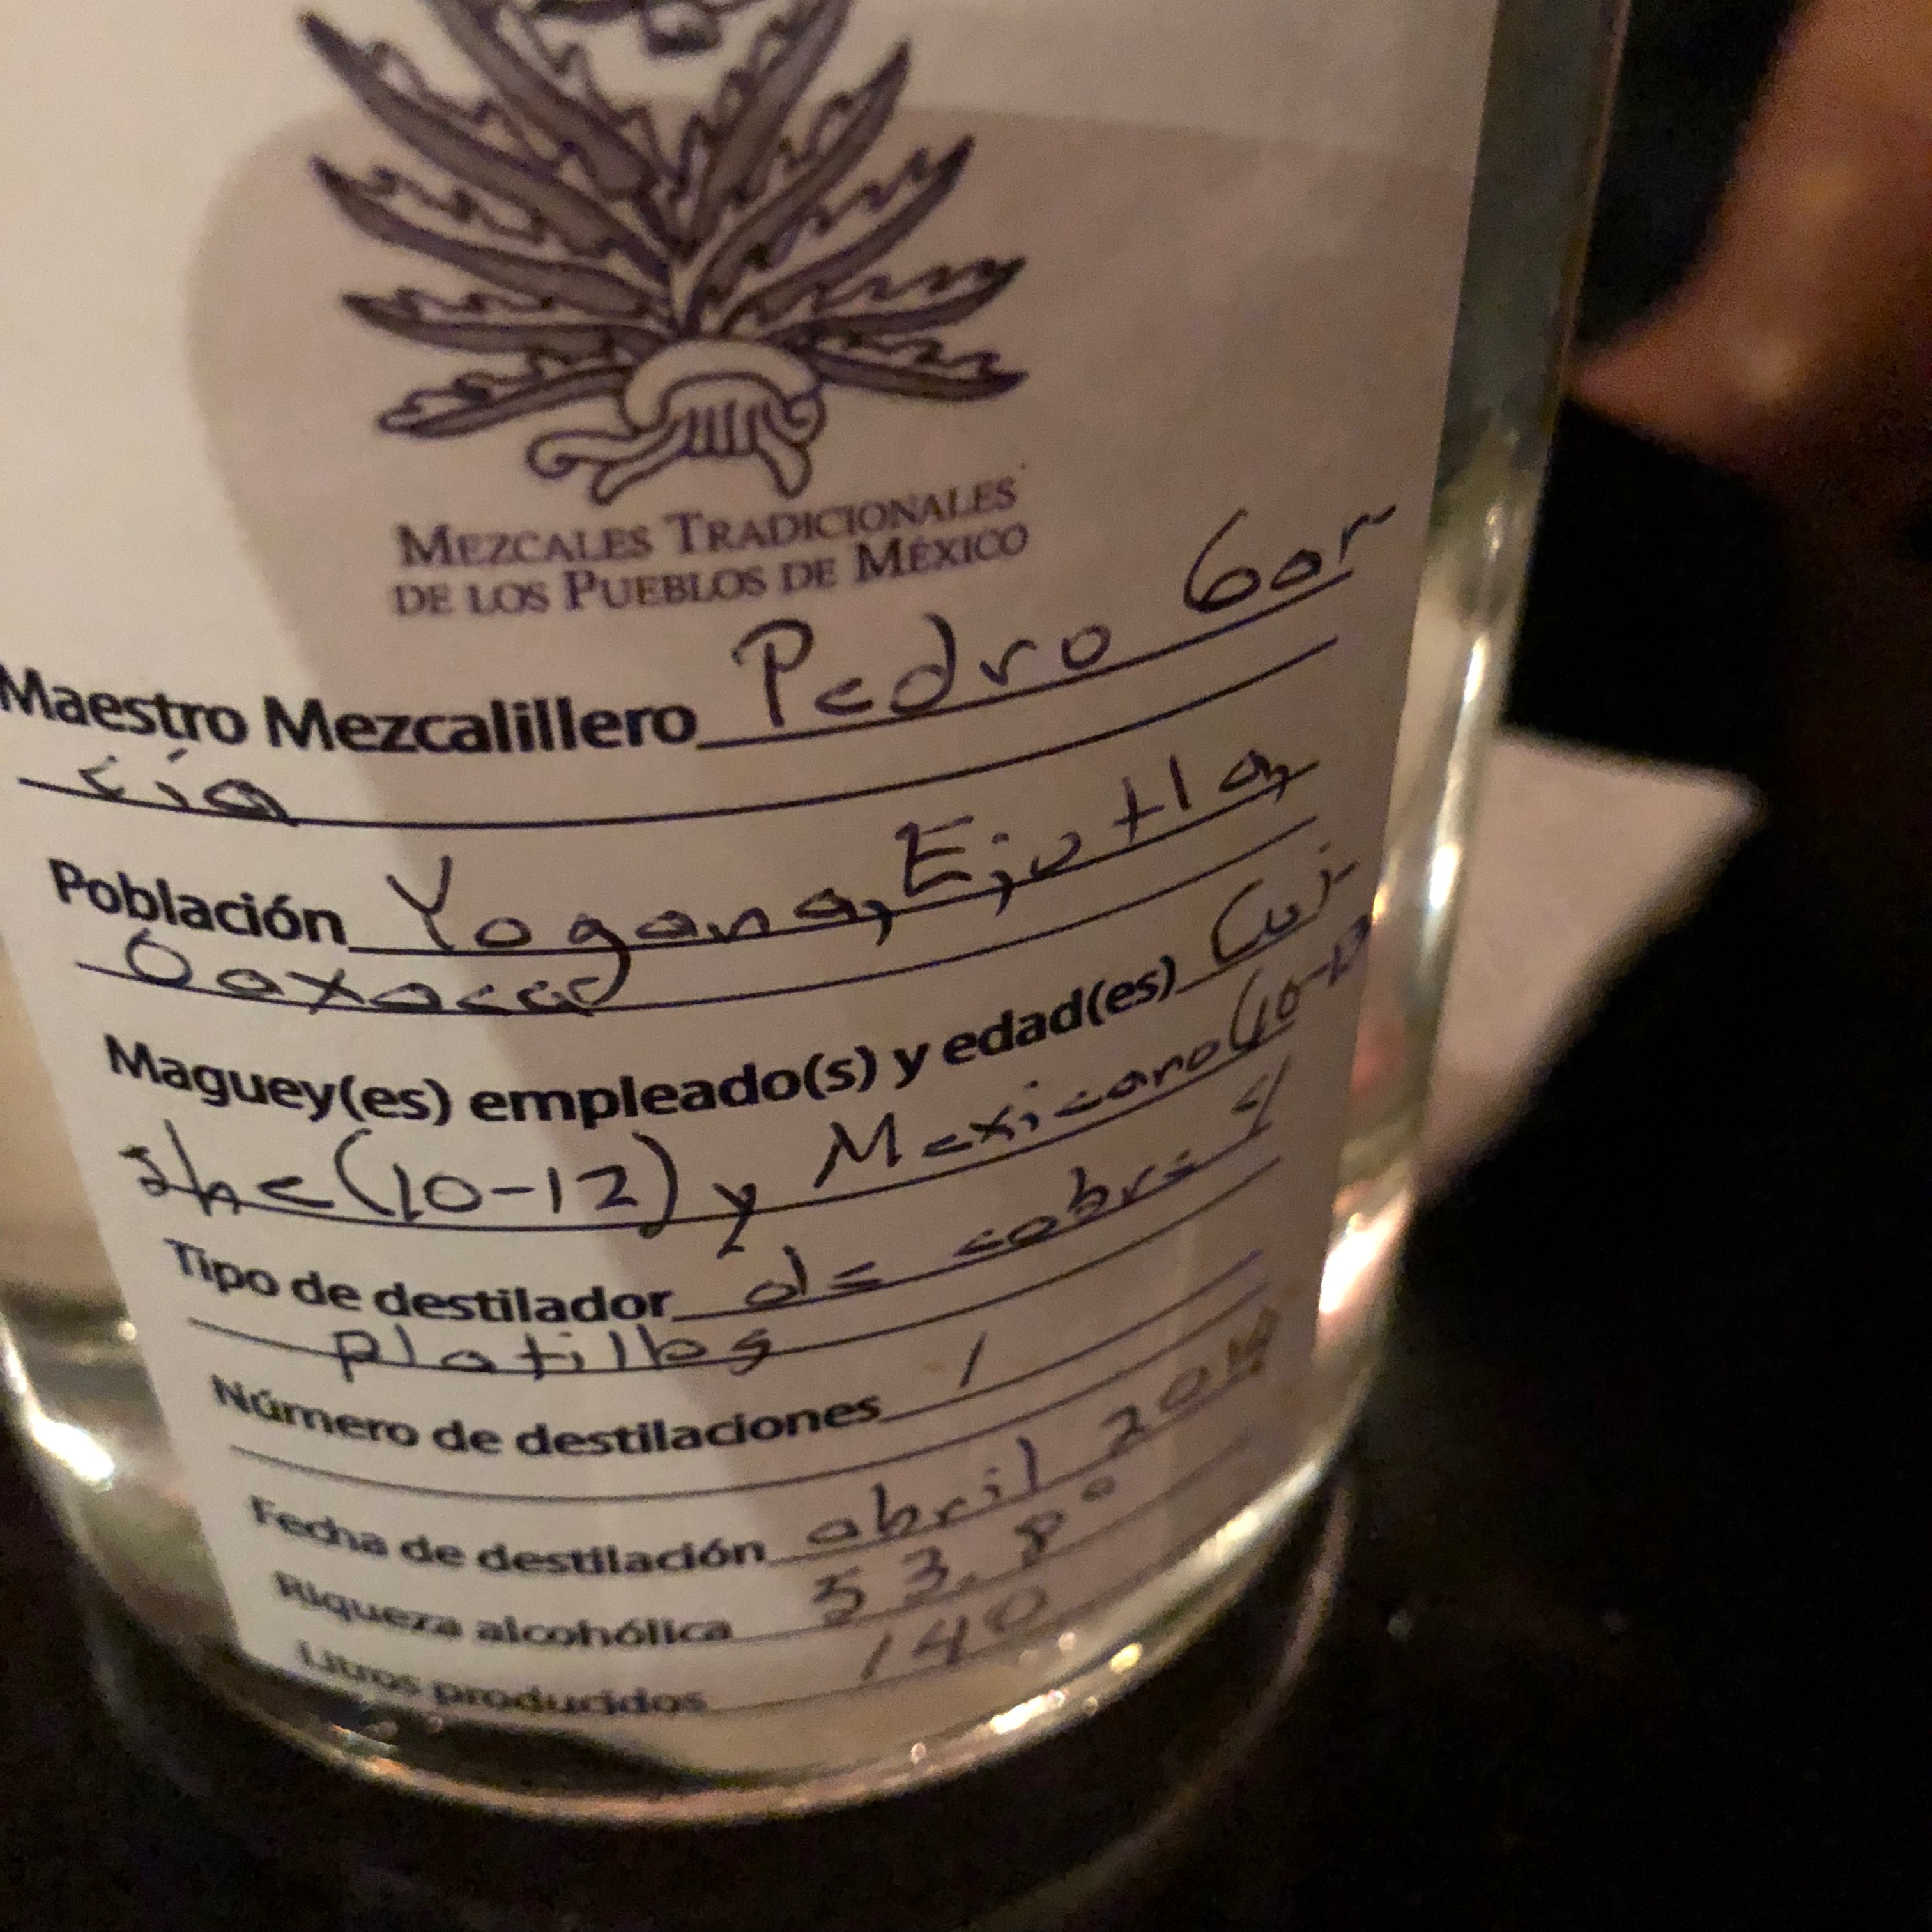 MEZCALES TRADICIONALES
DE LOS PUEBLOS DE MÉXICO
Maestro Mezcalillero Pedro Gar
cía
Población Yogana, Ejutla,
Oaxaca
Maguey(es) empleado(s) y edad(es) Cui-
she (10-12) y Mexicano (10-12
Tipo de destilador de cobre y
platillos
Número de destilaciones 1
Fecha de destilación abril
Riqueza alcohólica 53.8°
Litros producidos 140